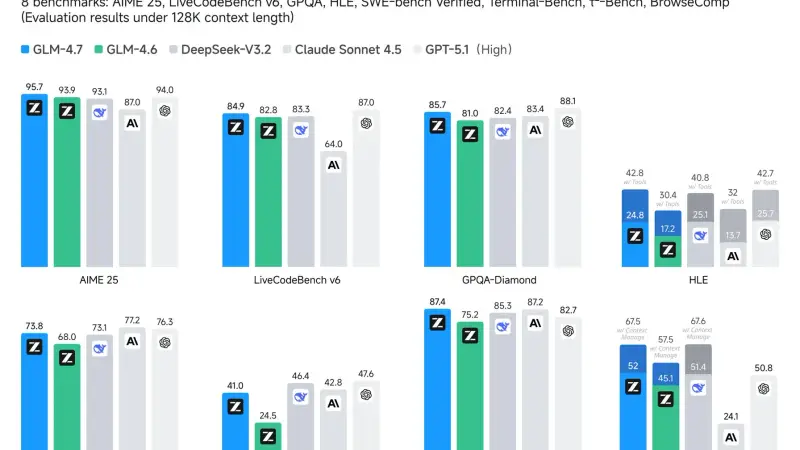 8 benchmarks: AIME 25, LiveCodeBench v6, GPQA, HLE, SWE-bench Verified, Terminal-Bench, τ²-Bench, BrowseComp
(Evaluation results under 128K context length)
GLM-4.7 GLM-4.6 DeepSeek-V3.2 Claude Sonnet 4.5 GPT-5.1 (High)
95.7 93.9 93.1 87.0 94.0
AIME 25
84.9 82.8 83.3 64.0 87.0
LiveCodeBench v6
85.7 81.0 82.4 83.4 88.1
GPQA-Diamond
42.8 30.4 40.8 32 42.7
w/ Tools w/ Tools w/ Tools w/ Tools w/ Tools
24.8 17.2 25.1 13.7 25.7
HLE
73.8 68.0 73.1 77.2 76.3
41.0 24.5 46.4 42.8 47.6
87.4 75.2 85.3 87.2 82.7
67.5 57.5 67.6
w/ Context Manage w/ Context Manage w/ Context Manage
52 45.1 51.4 24.1 50.8